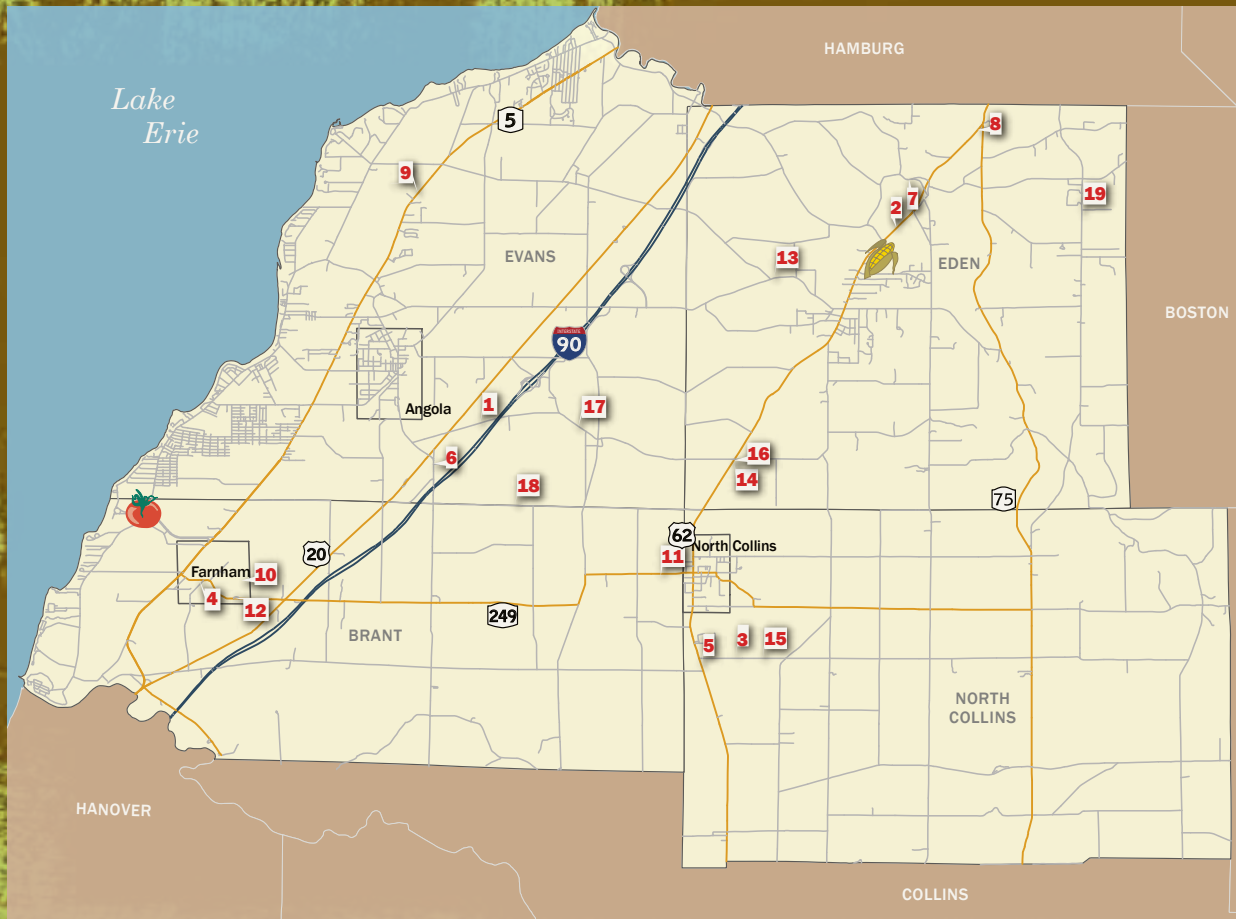 HAMBURG
Lake
Erie
5
8
9
19
7
2
EVANS
13
EDEN
BOSTON
INTERSTATE
90
1
Angola
17
6
16
14
18
75
62
North Collins
20
11
Farnham
10
4
12
249
BRANT
5
3
15
NORTH
COLLINS
HANOVER
COLLINS